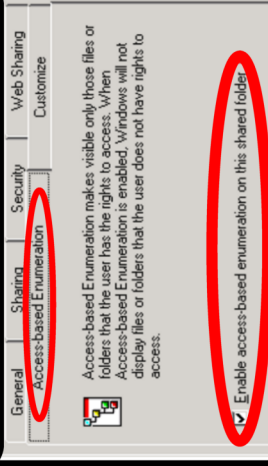 General Sharing Security Web Sharing
Access-based Enumeration Customize
Access-based Enumeration makes visible only those files or
folders that the user has the rights to access. When
Access-based Enumeration is enabled, Windows will not
display files or folders that the user does not have rights to
access.
Enable access-based enumeration on this shared folder